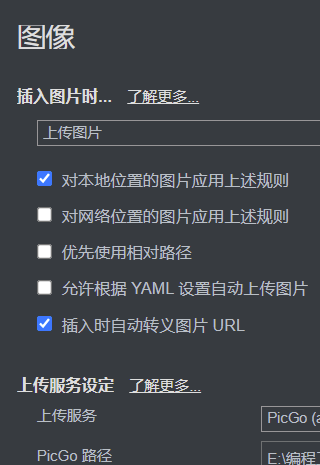 图像
插入图片时... 了解更多...
上传图片
对本地位置的图片应用上述规则
对网络位置的图片应用上述规则
优先使用相对路径
允许根据 YAML 设置自动上传图片
插入时自动转义图片 URL
上传服务设定 了解更多...
上传服务 PicGo (a
PicGo 路径 E:\编程